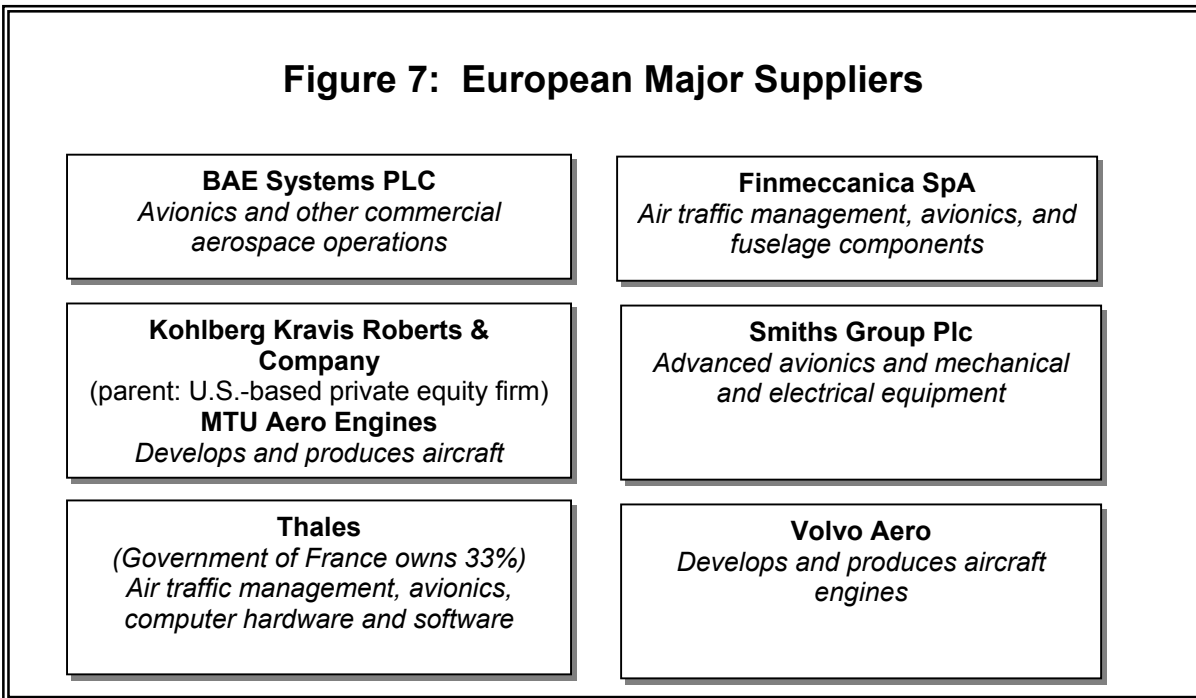 Figure 7: European Major Suppliers
BAE Systems PLC
Avionics and other commercial
aerospace operations
Finmeccanica SpA
Air traffic management, avionics, and
fuselage components
Kohlberg Kravis Roberts &
Company
(parent: U.S.-based private equity firm)
MTU Aero Engines
Develops and produces aircraft
Smiths Group Plc
Advanced avionics and mechanical
and electrical equipment
Thales
(Government of France owns 33%)
Air traffic management, avionics,
computer hardware and software
Volvo Aero
Develops and produces aircraft
engines